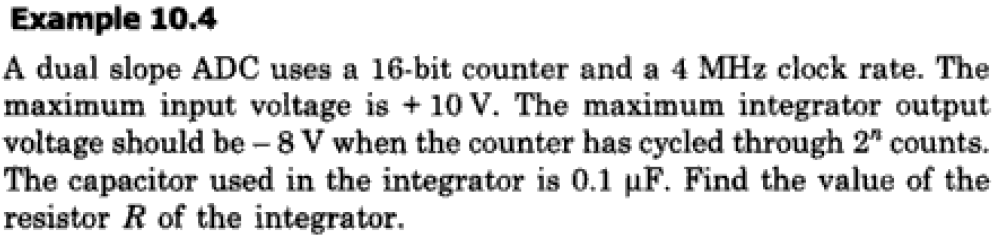 Example 10.4
A dual slope ADC uses a 16-bit counter and a 4 MHz clock rate. The
maximum input voltage is + 10 V. The maximum integrator output
voltage should be – 8 V when the counter has cycled through 2ⁿ counts.
The capacitor used in the integrator is 0.1 μF. Find the value of the
resistor R of the integrator.